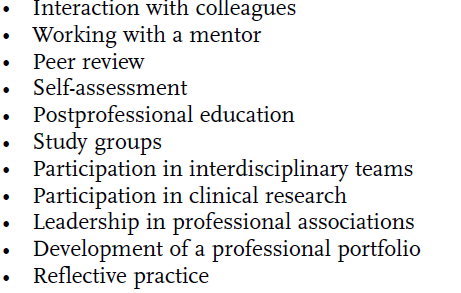 • Interaction with colleagues
• Working with a mentor
• Peer review
• Self-assessment
• Postprofessional education
• Study groups
• Participation in interdisciplinary teams
• Participation in clinical research
• Leadership in professional associations
• Development of a professional portfolio
• Reflective practice